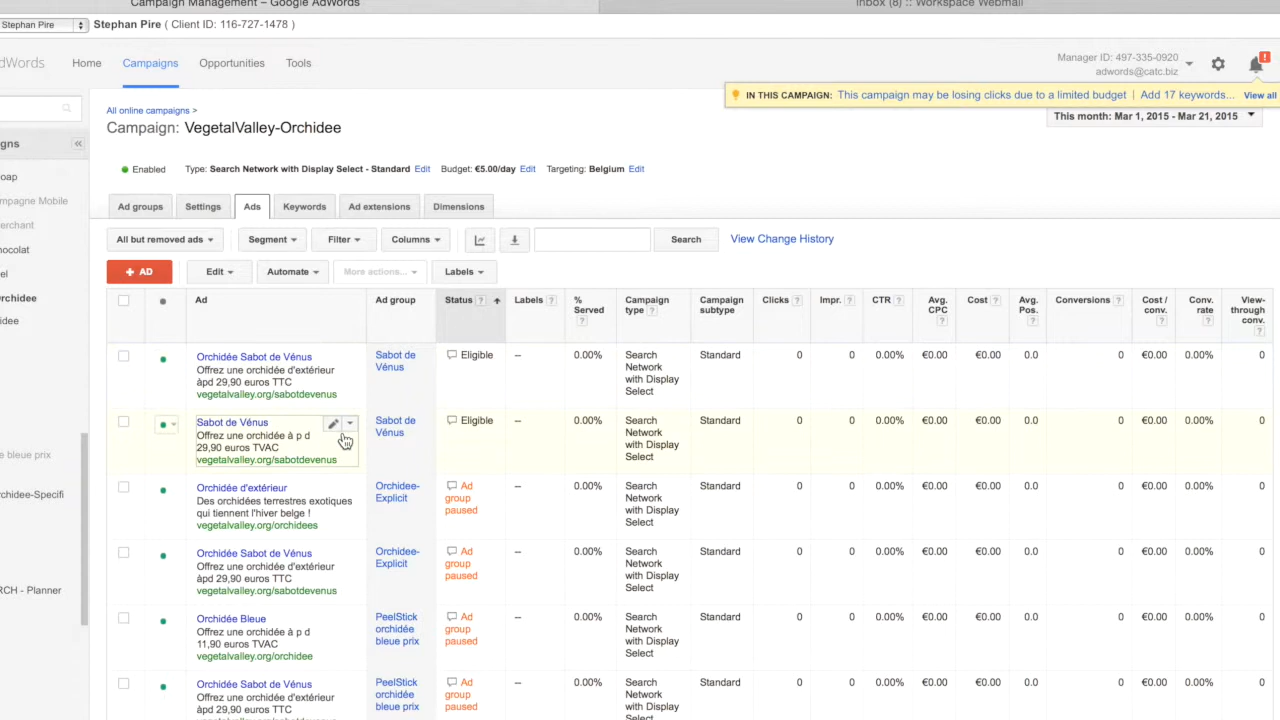 Campaign Management – Google AdWords
Inbox (8) :: Workspace Webmail
Stephan Pire
Stephan Pire ( Client ID: 116-727-1478 )
Home Campaigns Opportunities Tools
Manager ID: 497-335-0920
adwords@catc.biz
IN THIS CAMPAIGN: This campaign may be losing clicks due to a limited budget | Add 17 keywords... View all
All online campaigns >
Campaign: VegetalValley-Orchidee
This month: Mar 1, 2015 - Mar 21, 2015
Enabled Type: Search Network with Display Select - Standard Edit Budget: €5.00/day Edit Targeting: Belgium Edit
Ad groups Settings Ads Keywords Ad extensions Dimensions
All but removed ads Segment Filter Columns Search View Change History
+ AD Edit Automate More actions... Labels
Ad Ad group Status ? Labels ? % Served ? Campaign type ? Campaign subtype Clicks ? Impr. ? CTR ? Avg. CPC ? Cost ? Avg. Pos. ? Conversions ? Cost / conv. ? Conv. rate ? View-through conv. ?
Orchidée Sabot de Vénus
Offrez une orchidée d'extérieur
àpd 29,90 euros TTC
vegetalvalley.org/sabotdevenus
Sabot de Vénus
Eligible -- 0.00% Search Network with Display Select Standard 0 0 0.00% €0.00 €0.00 0.0 0 €0.00 0.00% 0
Sabot de Vénus
Offrez une orchidée à p d
29,90 euros TVAC
vegetalvalley.org/sabotdevenus
Sabot de Vénus
Eligible -- 0.00% Search Network with Display Select Standard 0 0 0.00% €0.00 €0.00 0.0 0 €0.00 0.00% 0
Orchidée d'extérieur
Des orchidées terrestres exotiques
qui tiennent l'hiver belge !
vegetalvalley.org/orchidees
Orchidee-Explicit
Ad group paused -- 0.00% Search Network with Display Select Standard 0 0 0.00% €0.00 €0.00 0.0 0 €0.00 0.00% 0
Orchidée Sabot de Vénus
Offrez une orchidée d'extérieur
àpd 29,90 euros TTC
vegetalvalley.org/sabotdevenus
Orchidee-Explicit
Ad group paused -- 0.00% Search Network with Display Select Standard 0 0 0.00% €0.00 €0.00 0.0 0 €0.00 0.00% 0
Orchidée Bleue
Offrez une orchidée à p d
11,90 euros TVAC
vegetalvalley.org/orchidee
PeelStick orchidée bleue prix
Ad group paused -- 0.00% Search Network with Display Select Standard 0 0 0.00% €0.00 €0.00 0.0 0 €0.00 0.00% 0
Orchidée Sabot de Vénus
Offrez une orchidée d'extérieur
àpd 29,90 euros TTC
PeelStick orchidée bleue prix
Ad group paused -- 0.00% Search Network with Display Standard 0 0 0.00% €0.00 €0.00 0.0 0 €0.00 0.00% 0